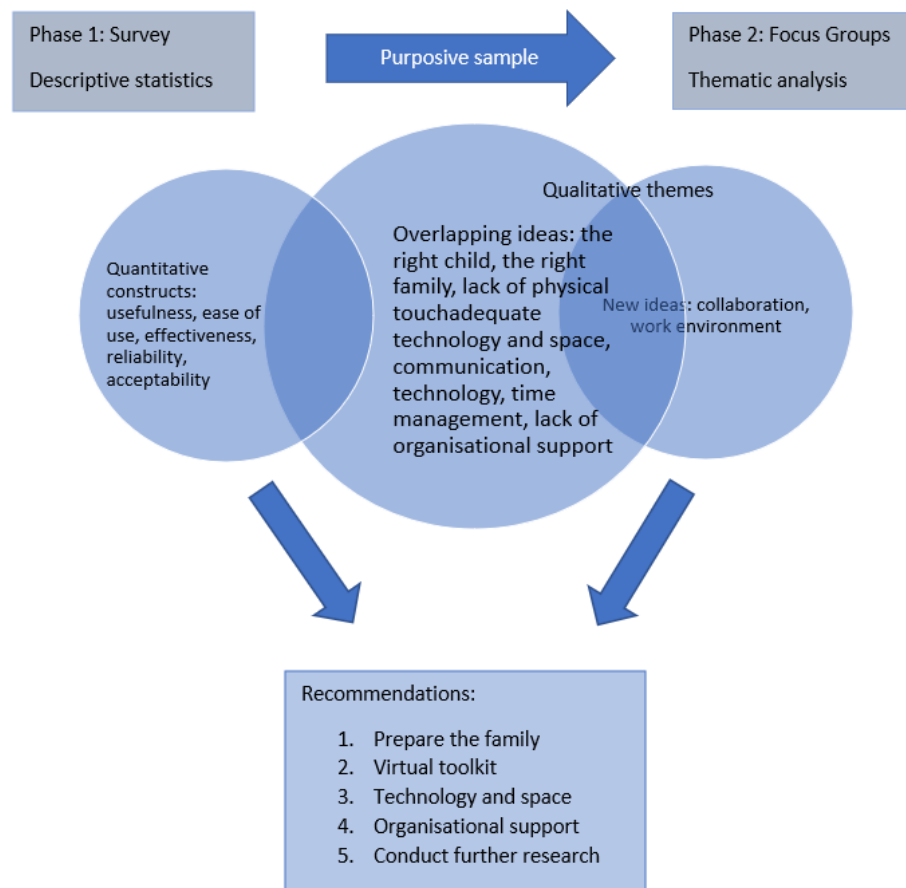 Phase 1: Survey
Descriptive statistics
Purposive sample
Phase 2: Focus Groups
Thematic analysis
Quantitative
constructs:
usefulness, ease of
use, effectiveness,
reliability,
acceptability
Overlapping ideas: the
right child, the right
family, lack of physical
touchadequate
technology and space,
communication,
technology, time
management, lack of
organisational support
Qualitative themes
New ideas: collaboration,
work environment
Recommendations:
1. Prepare the family
2. Virtual toolkit
3. Technology and space
4. Organisational support
5. Conduct further research